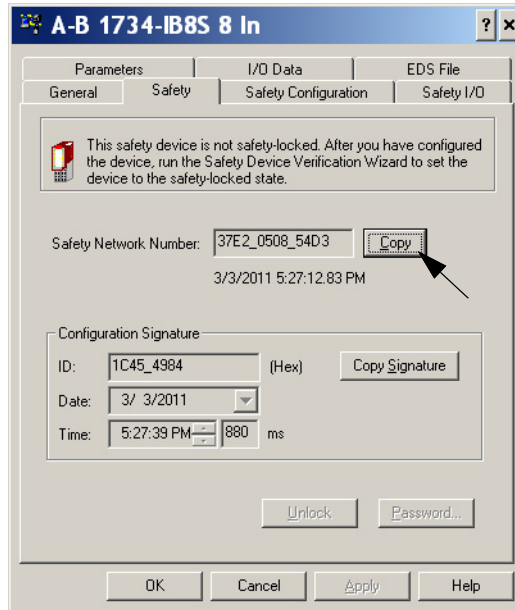 A-B 1734-IB8S 8 In
? ×
Parameters I/O Data EDS File
General Safety Safety Configuration Safety I/O
This safety device is not safety-locked. After you have configured
the device, run the Safety Device Verification Wizard to set the
device to the safety-locked state.
Safety Network Number: 37E2_0508_54D3 Copy
3/3/2011 5:27:12.83 PM
Configuration Signature
ID: 1C45_4984 (Hex) Copy Signature
Date: 3/ 3/2011
Time: 5:27:39 PM 880 ms
Unlock Password...
OK Cancel Apply Help